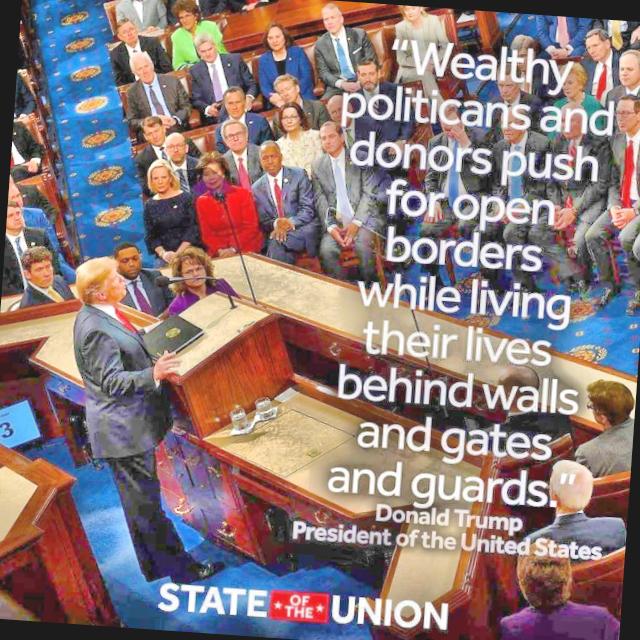 “Wealthy
politicans and
donors push
for open
borders
while living
their lives
behind walls
and gates
and guards.”
Donald Trump
President of the United States
STATE OF THE UNION
3